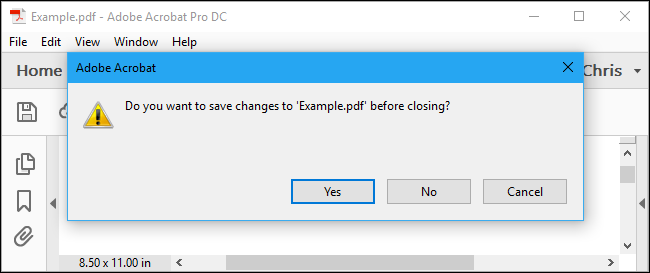 Example.pdf - Adobe Acrobat Pro DC
File Edit View Window Help
Home
Chris
Adobe Acrobat
Do you want to save changes to 'Example.pdf' before closing?
Yes No Cancel
8.50 x 11.00 in